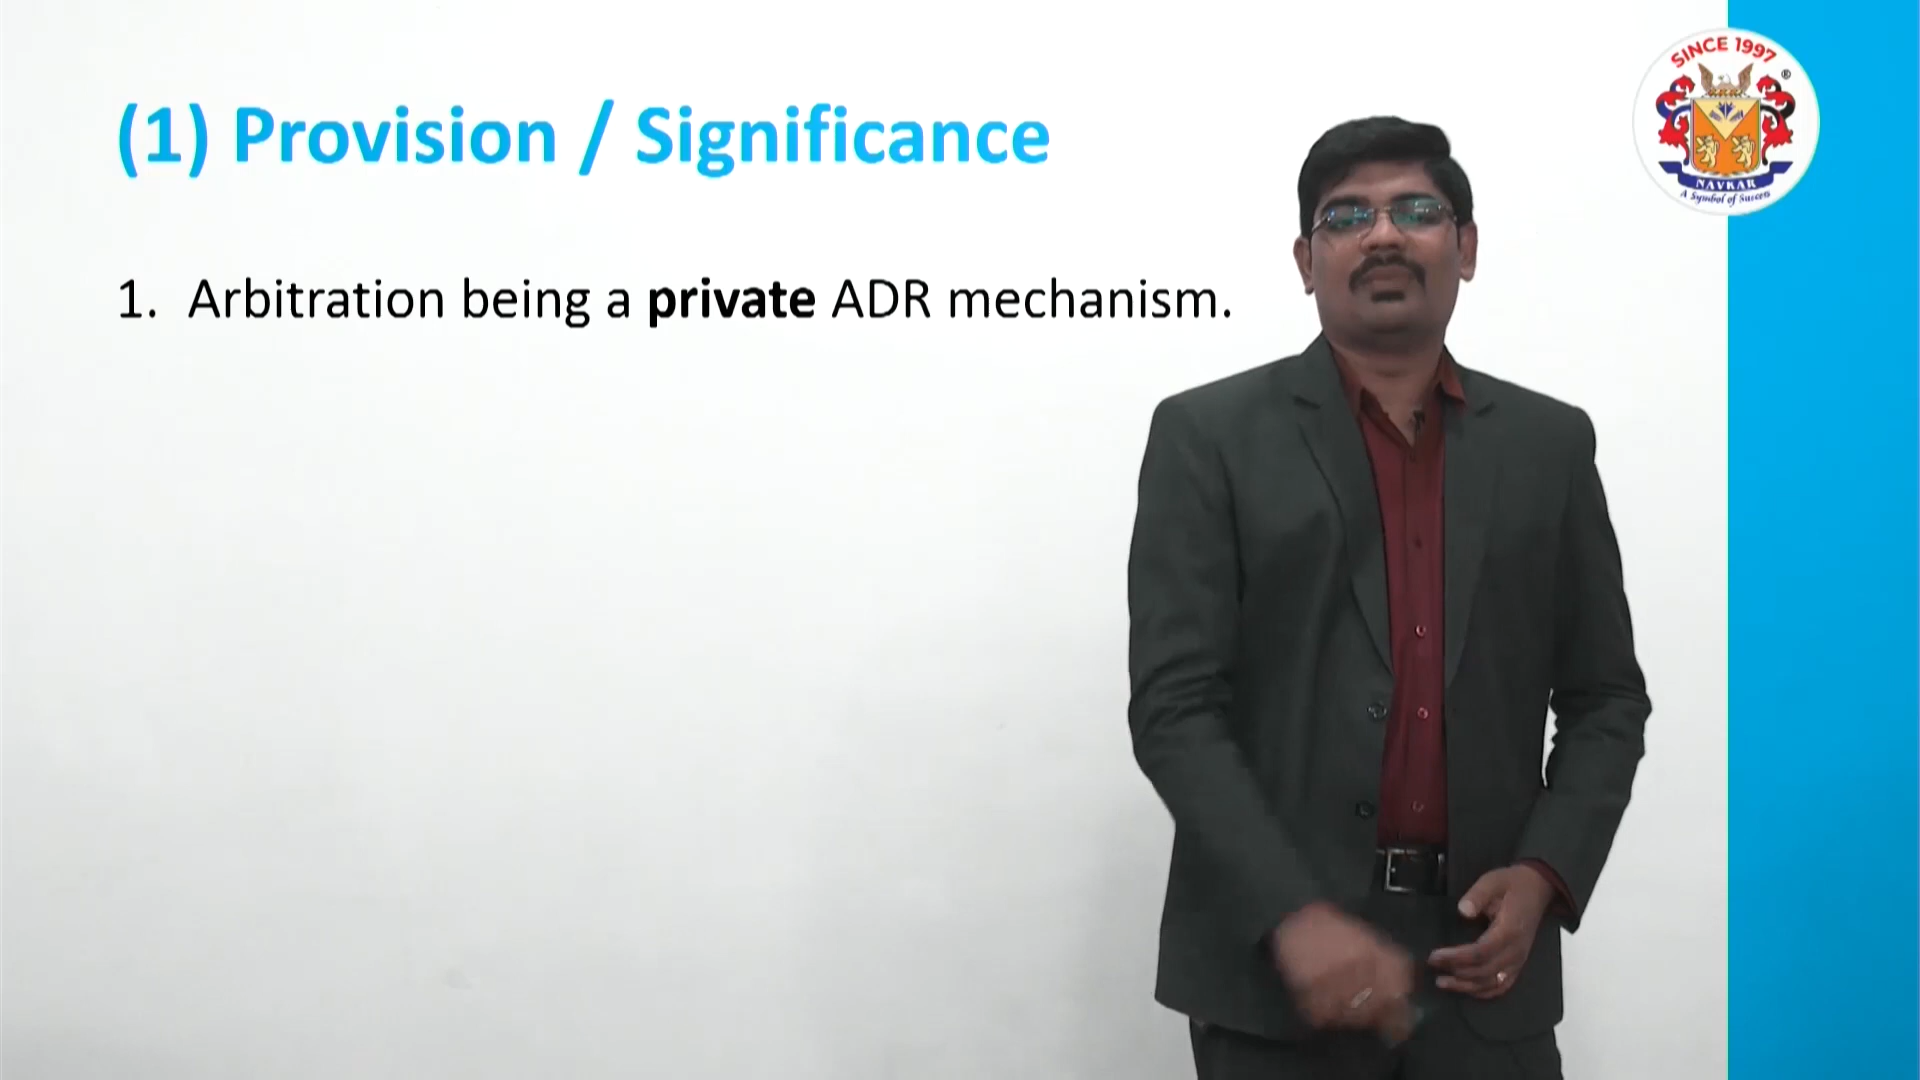 SINCE 1997
®
(1) Provision / Significance
NAVKAR
A Symbol of Success
1. Arbitration being a private ADR mechanism.